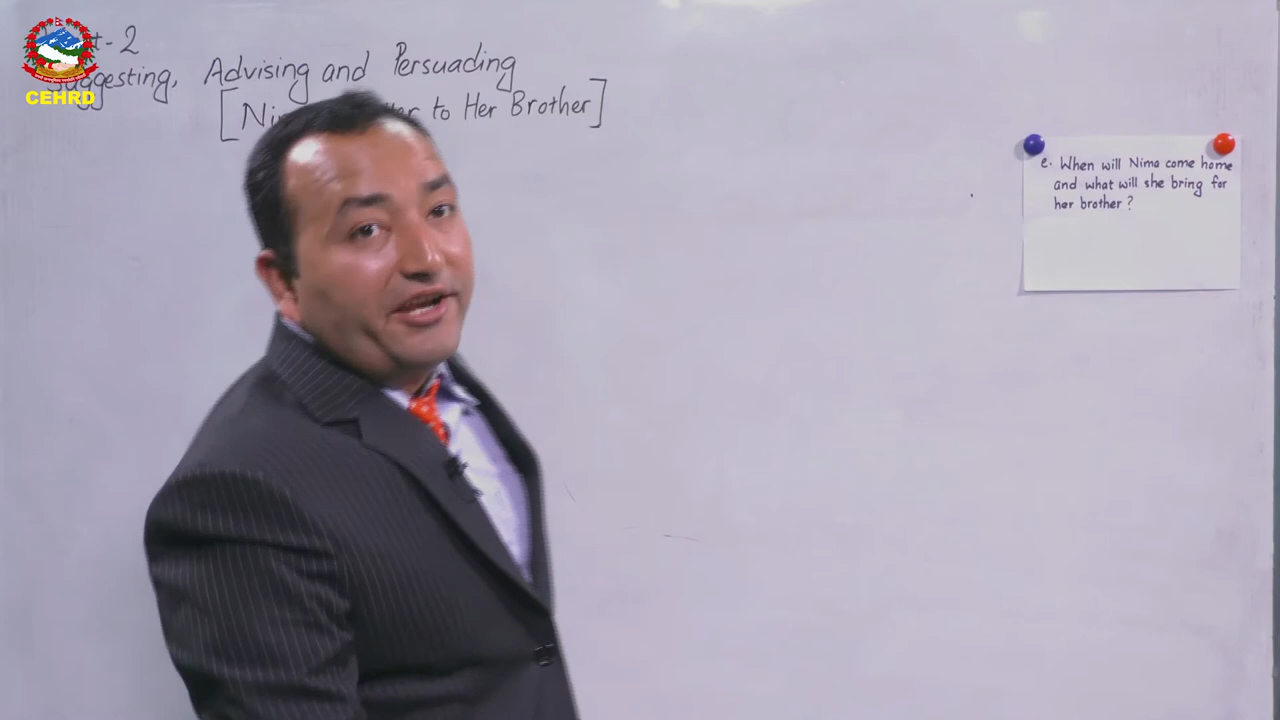 -2
Suggesting, Advising and Persuading
[ to Her Brother]
CEHRD
e. When will Nima come home
and what will she bring for
her brother ?